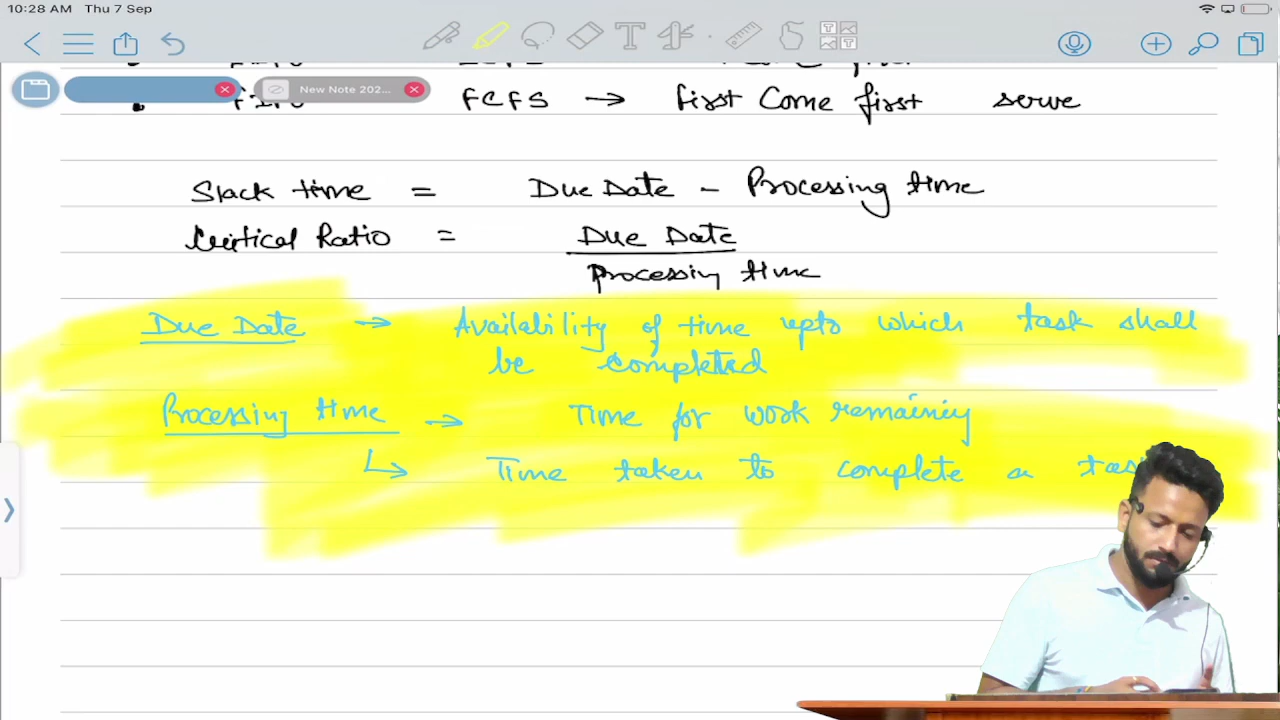 10:28 AM Thu 7 Sep
New Note 202...
FCFS → First Come first serve
Slack time = Due Date - Processing time
Critical Ratio = Due Date
Processing time
Due Date → Availability of time upto which task shall
be completed
Processing time → Time for work remaining
↳ Time taken to complete a